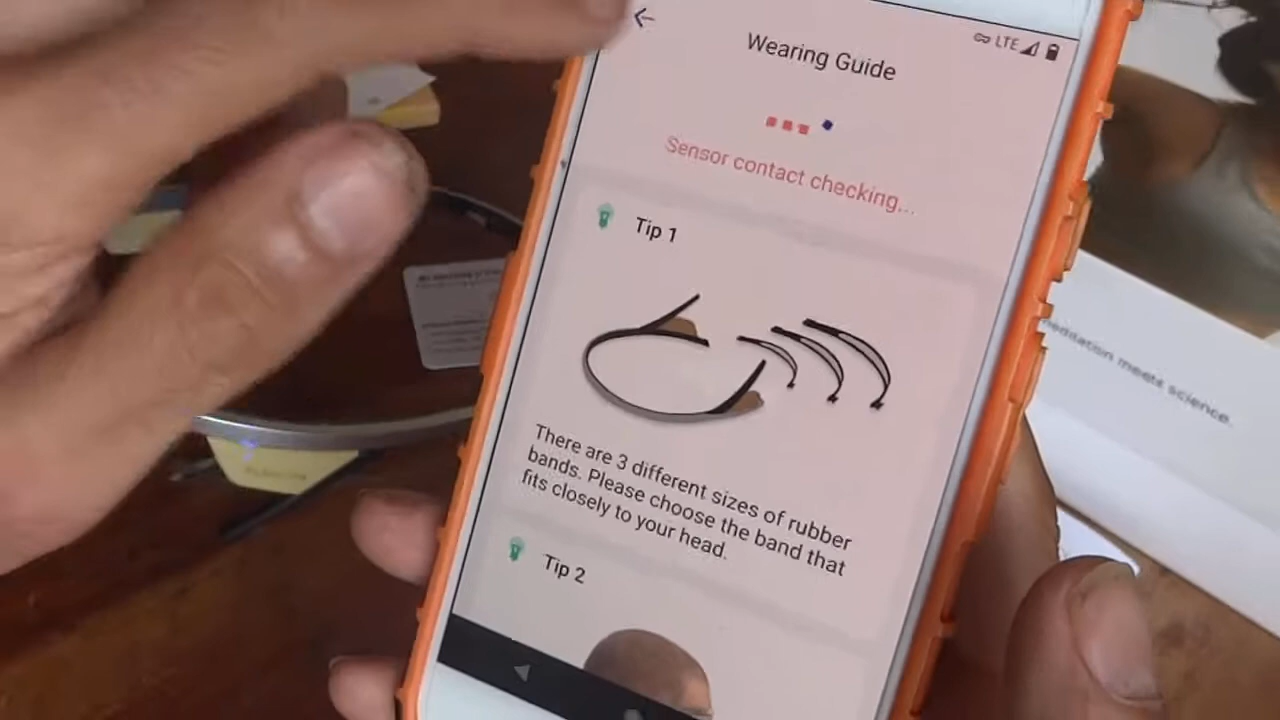 LTE
Wearing Guide
Sensor contact checking...
Tip 1
There are 3 different sizes of rubber
bands. Please choose the band that
fits closely to your head.
Tip 2
meditation meets science.